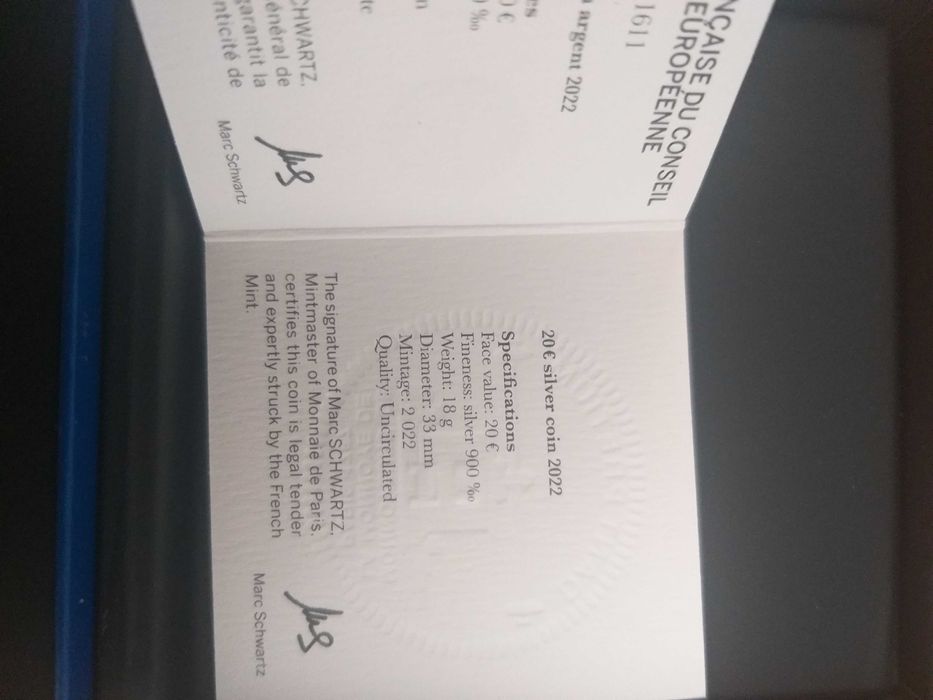 NÇAISE DU CONSEIL
EUROPÉENNE
1611
argent 2022
es
€
‰
SCHWARTZ,
énéral de
garantit la
nticité de
Marc Schwartz
20 € silver coin 2022
Specifications
Face value: 20 €
Fineness: silver 900 ‰
Weight: 18 g
Diameter: 33 mm
Mintage: 2 022
Quality: Uncirculated
The signature of Marc SCHWARTZ,
Mintmaster of Monnaie de Paris.
certifies this coin is legal tender
and expertly struck by the French
Mint.
Marc Schwartz